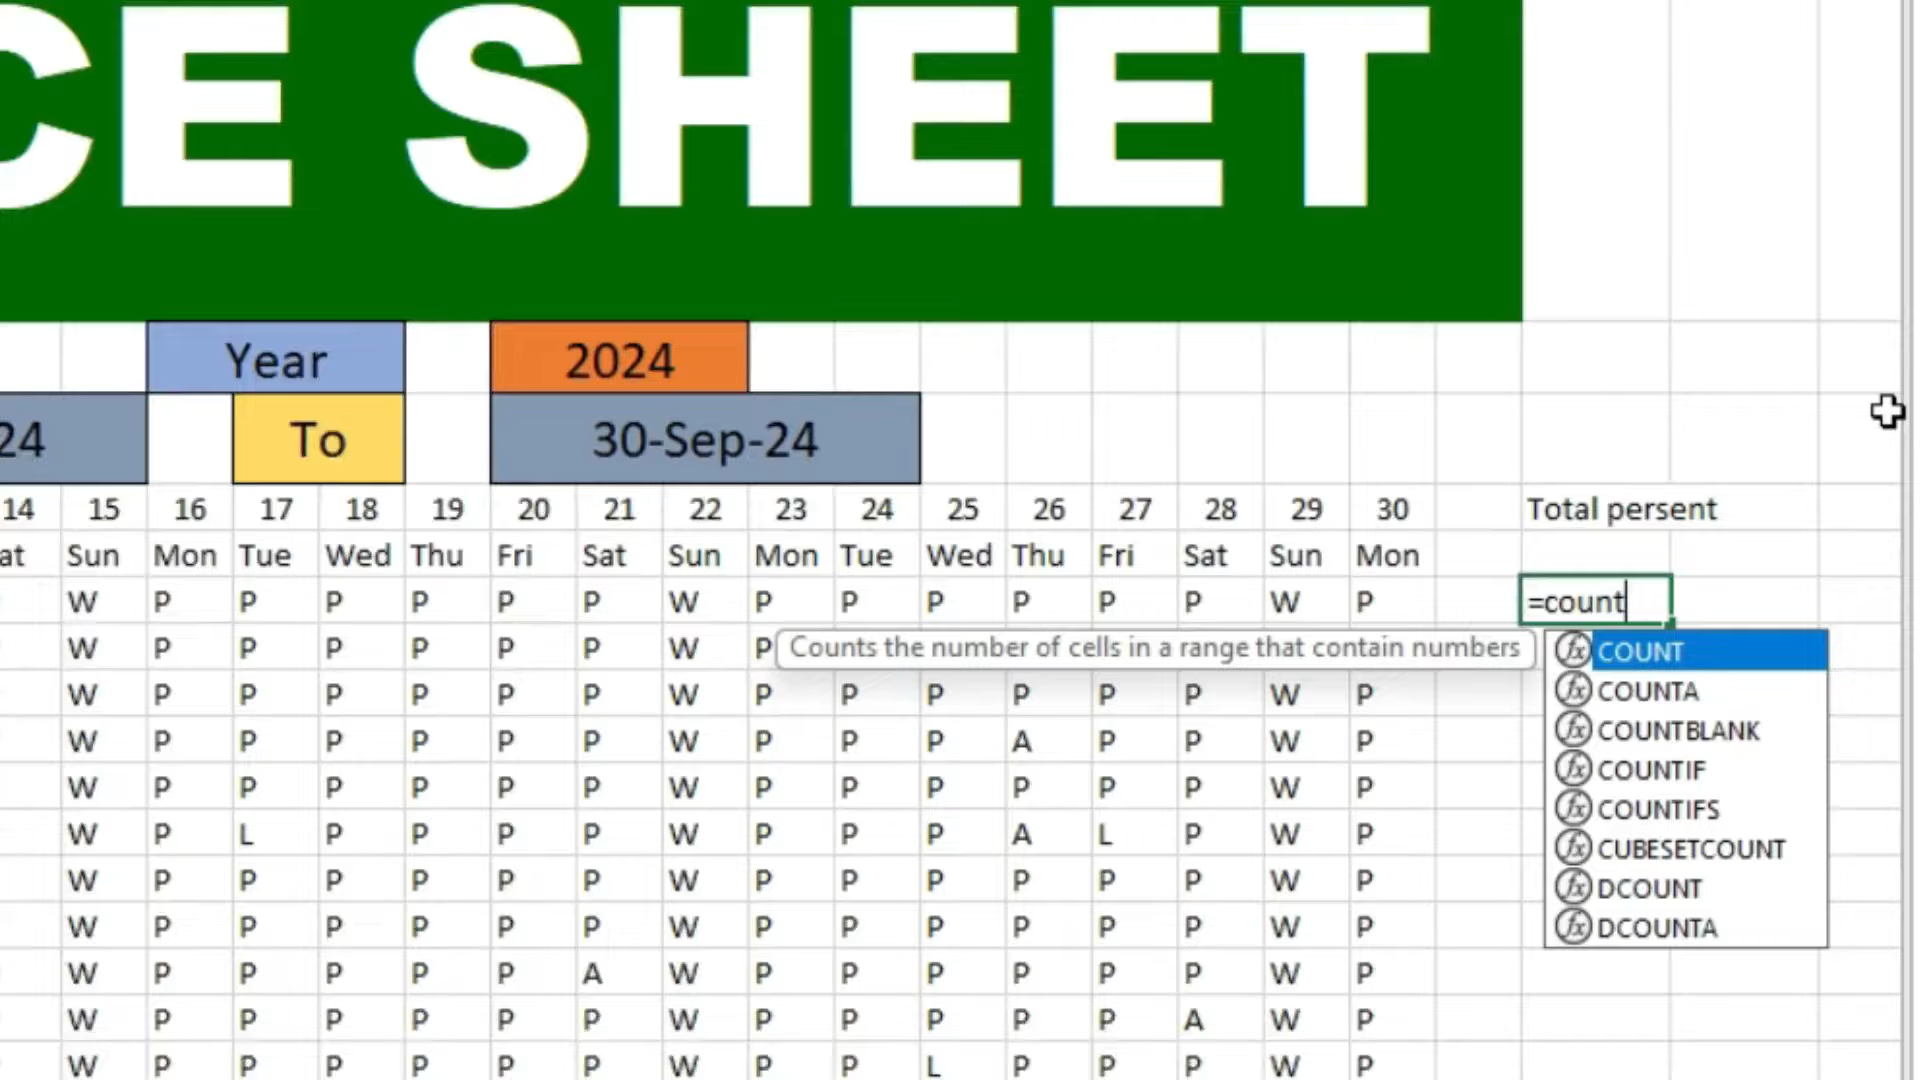 CE SHEET
Year 2024
24 To 30-Sep-24
14 15 16 17 18 19 20 21 22 23 24 25 26 27 28 29 30 Total persent
at Sun Mon Tue Wed Thu Fri Sat Sun Mon Tue Wed Thu Fri Sat Sun Mon
W P P P P P P W P P P P P P W P =count
W P P P P P P W P Counts the number of cells in a range that contain numbers COUNT
W P P P P P P W P P P P P P W P COUNTA
W P P P P P P W P P P A P P W P COUNTBLANK
W P P P P P P W P P P P P P W P COUNTIF
COUNTIFS
W P L P P P P W P P P A L P W P
CUBESETCOUNT
W P P P P P P W P P P P P P W P DCOUNT
W P P P P P P W P P P P P P W P DCOUNTA
W P P P P P A W P P P P P P W P
W P P P P P P W P P P P P A W P
W P P P P P P W P P L P P P W P